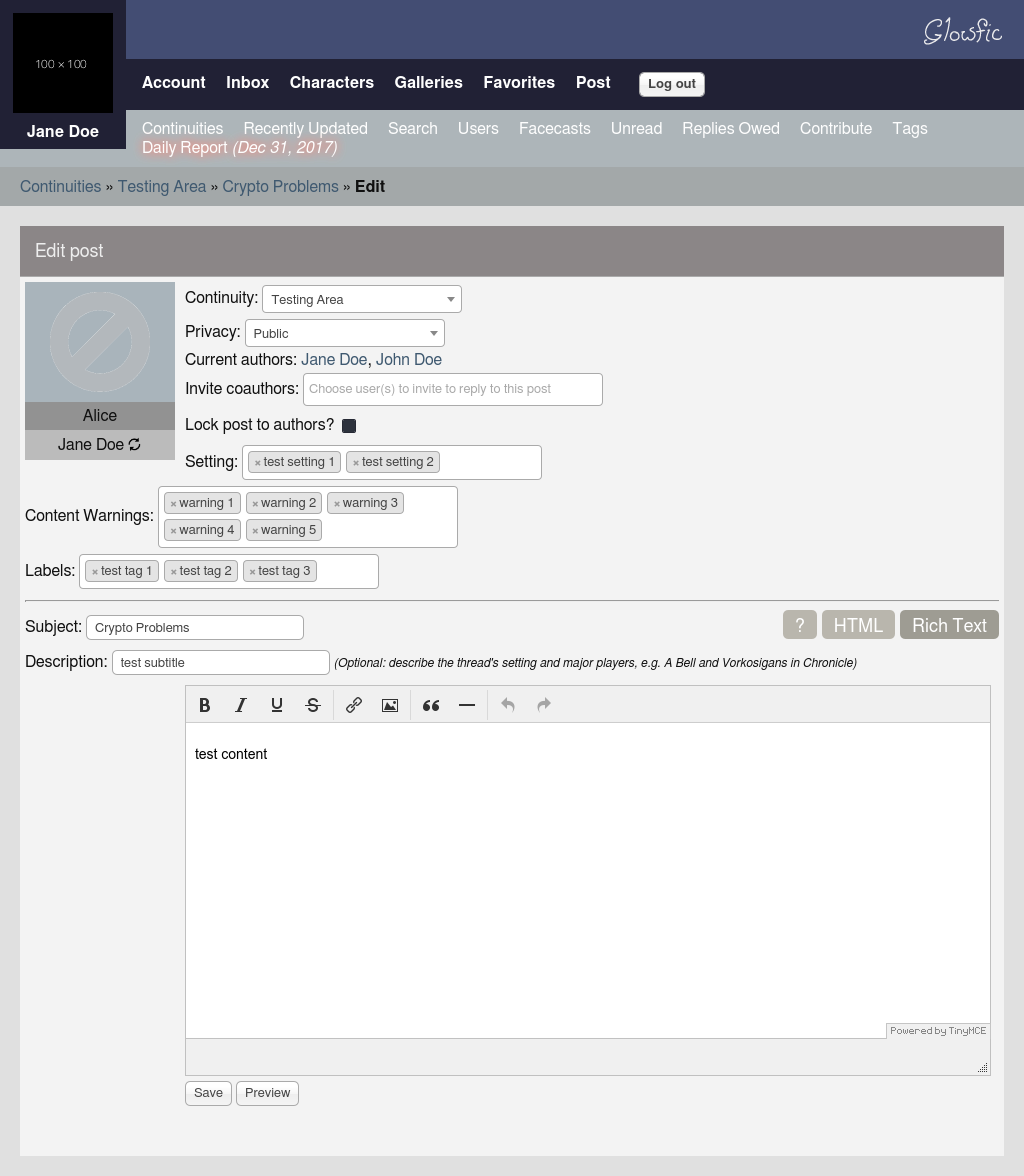 Glowfic
100 × 100
Account Inbox Characters Galleries Favorites Post Log out
Jane Doe
Continuities Recently Updated Search Users Facecasts Unread Replies Owed Contribute Tags
Daily Report (Dec 31, 2017)
Continuities » Testing Area » Crypto Problems » Edit
Edit post
Continuity: Testing Area
Privacy: Public
Current authors: Jane Doe, John Doe
Invite coauthors: Choose user(s) to invite to reply to this post
Alice
Lock post to authors?
Jane Doe
Setting: × test setting 1 × test setting 2
Content Warnings: × warning 1 × warning 2 × warning 3
× warning 4 × warning 5
Labels: × test tag 1 × test tag 2 × test tag 3
Subject: Crypto Problems ? HTML Rich Text
Description: test subtitle (Optional: describe the thread's setting and major players, e.g. A Bell and Vorkosigans in Chronicle)
B I U S
test content
Powered by TinyMCE
Save Preview